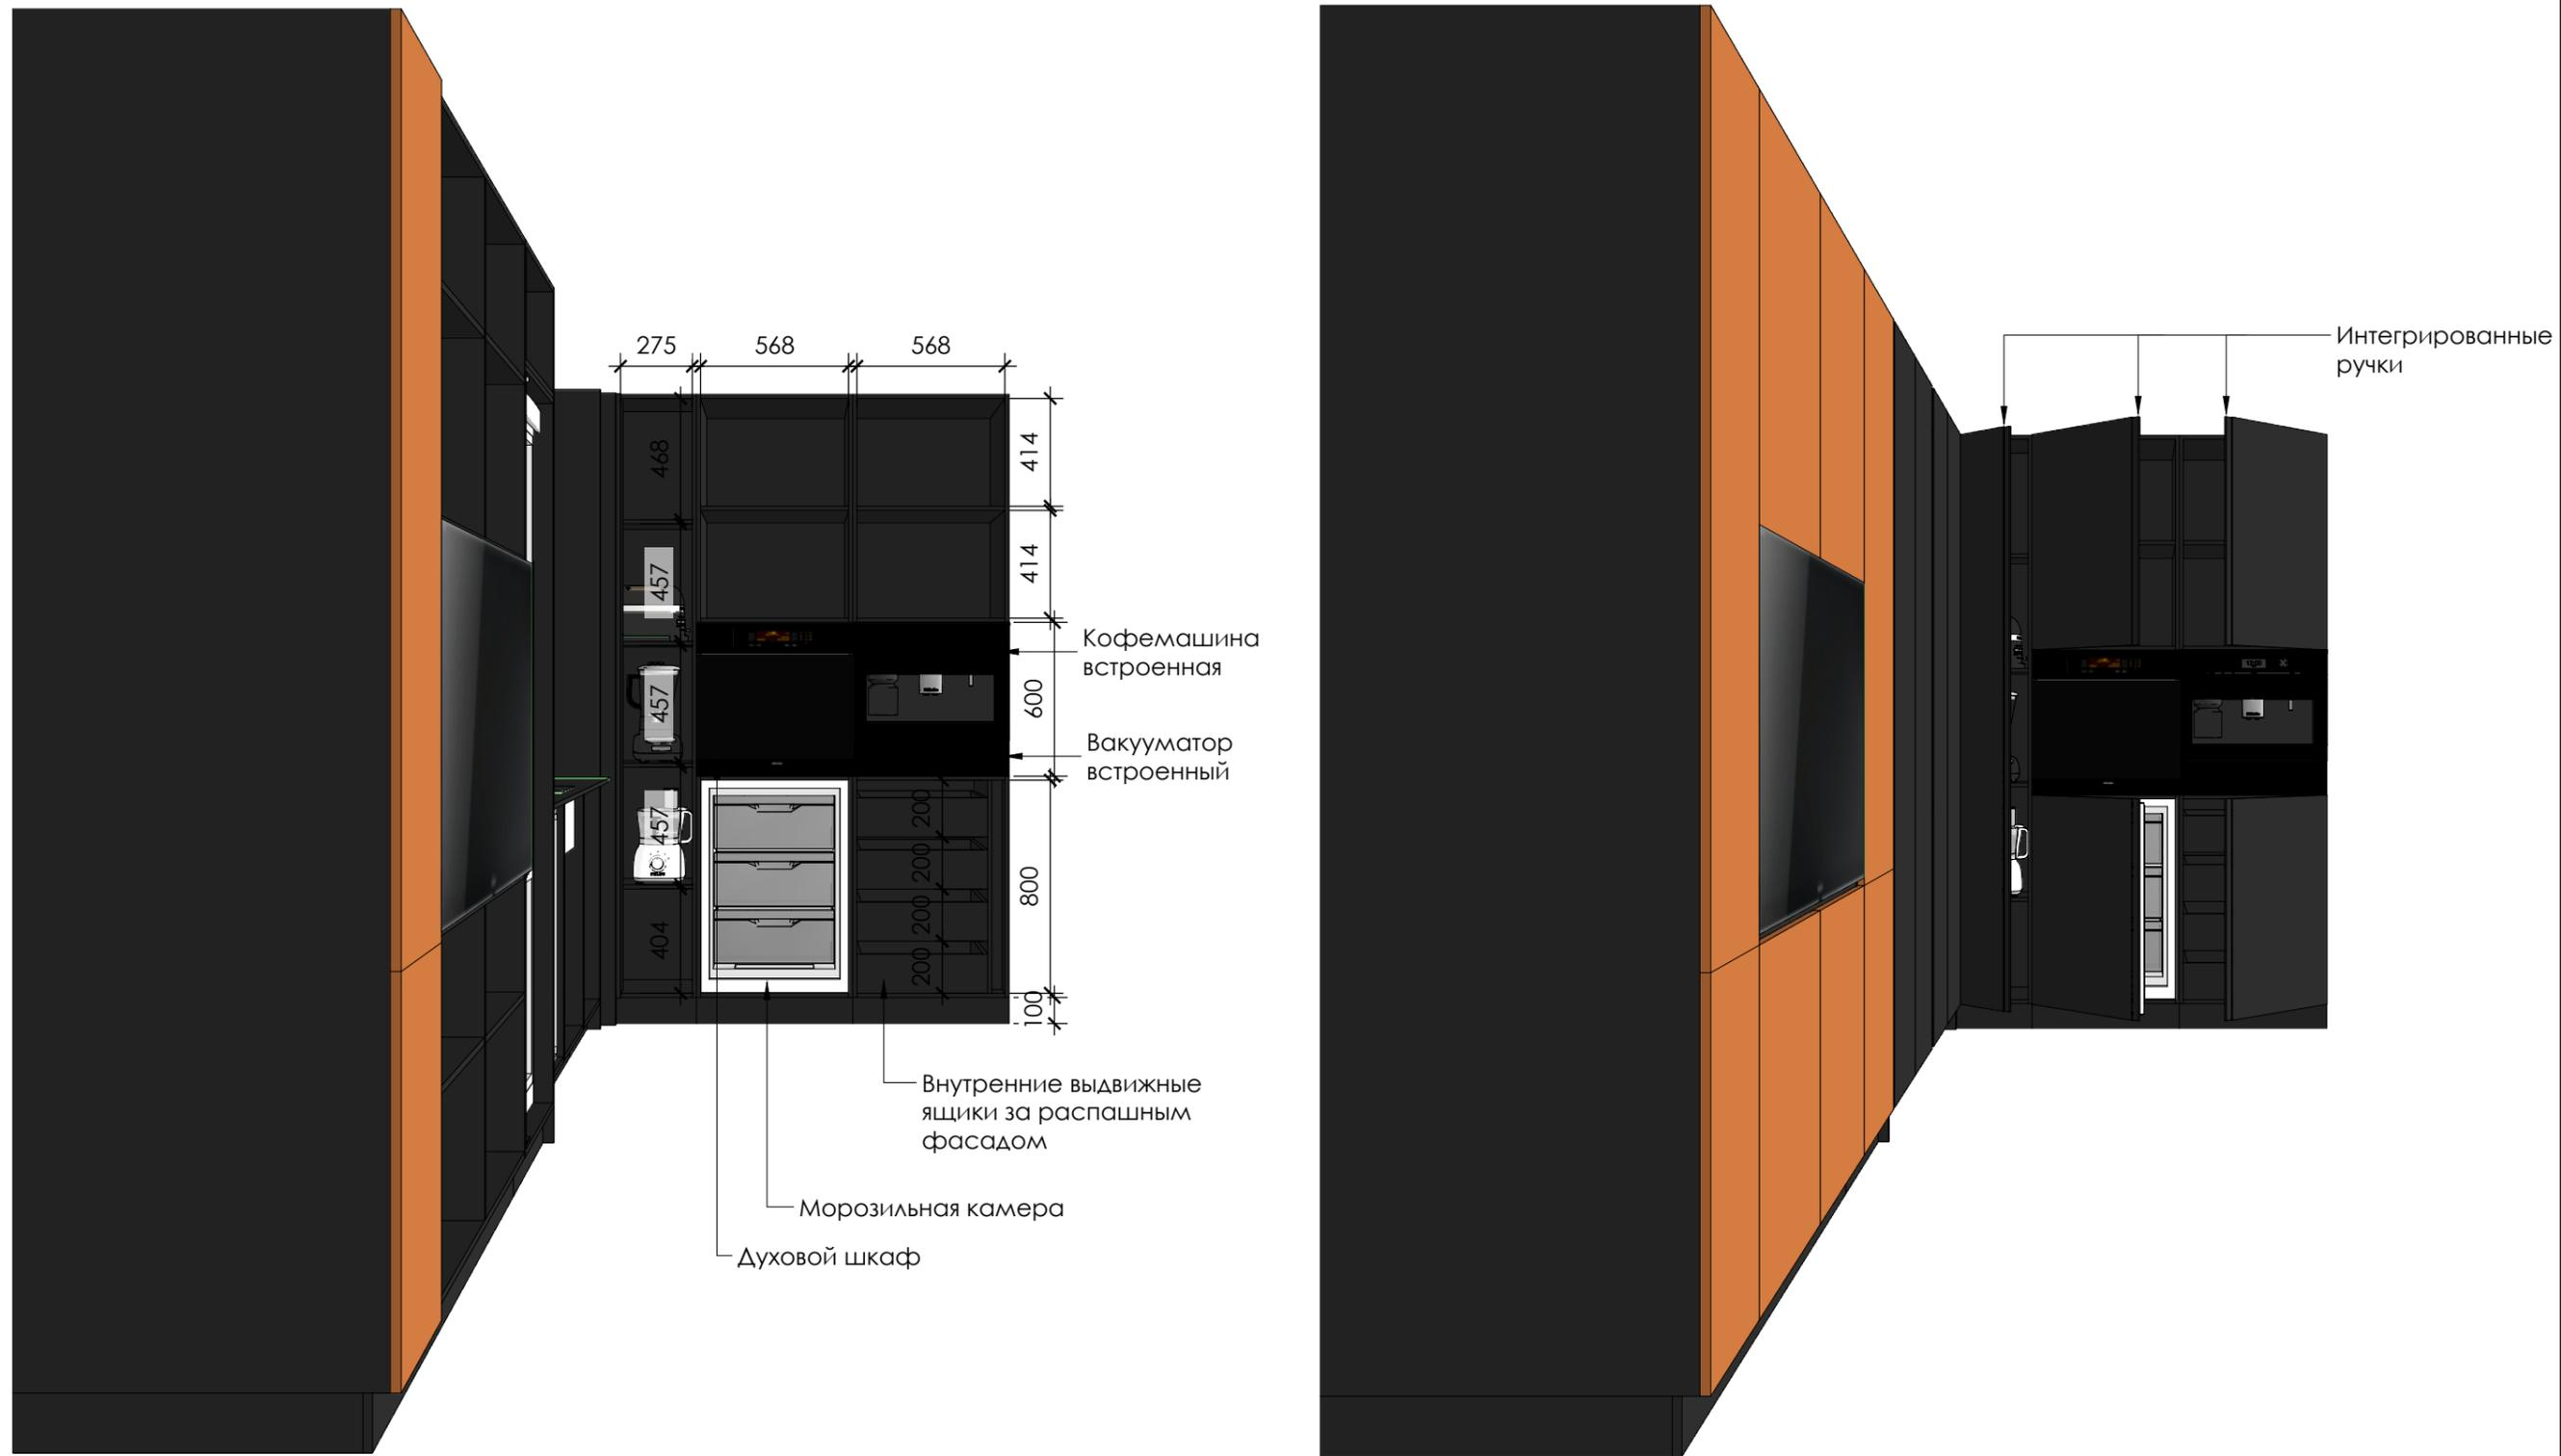 275
568
568
468
414
457
414
457
600
457
800
404
200
200
200
200
100
Кофемашина
встроенная
Вакууматор
встроенный
Внутренние выдвижные
ящики за распашным
фасадом
Морозильная камера
Духовой шкаф
Интегрированные
ручки